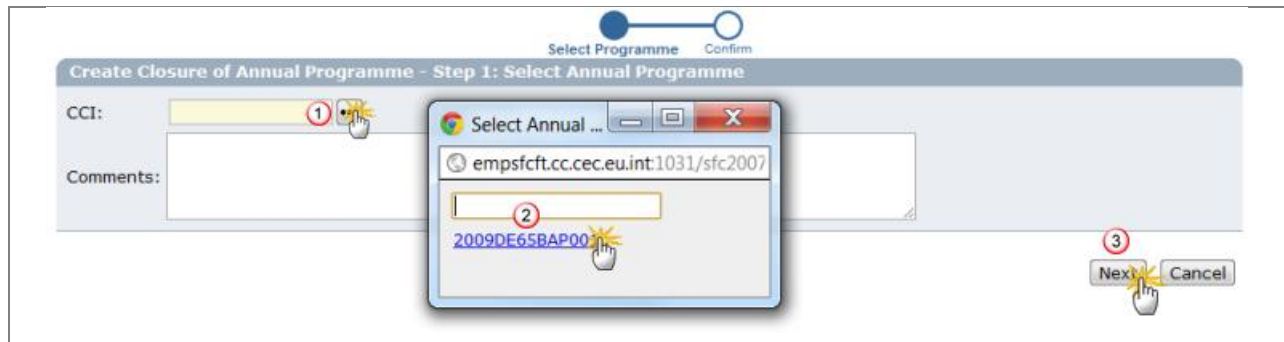 Select Programme Confirm
Create Closure of Annual Programme - Step 1: Select Annual Programme
CCI:
1
Select Annual ...
empsfcft.cc.cec.eu.int:1031/sfc2007
Comments:
2
2009DE65BAP00
3
Next Cancel